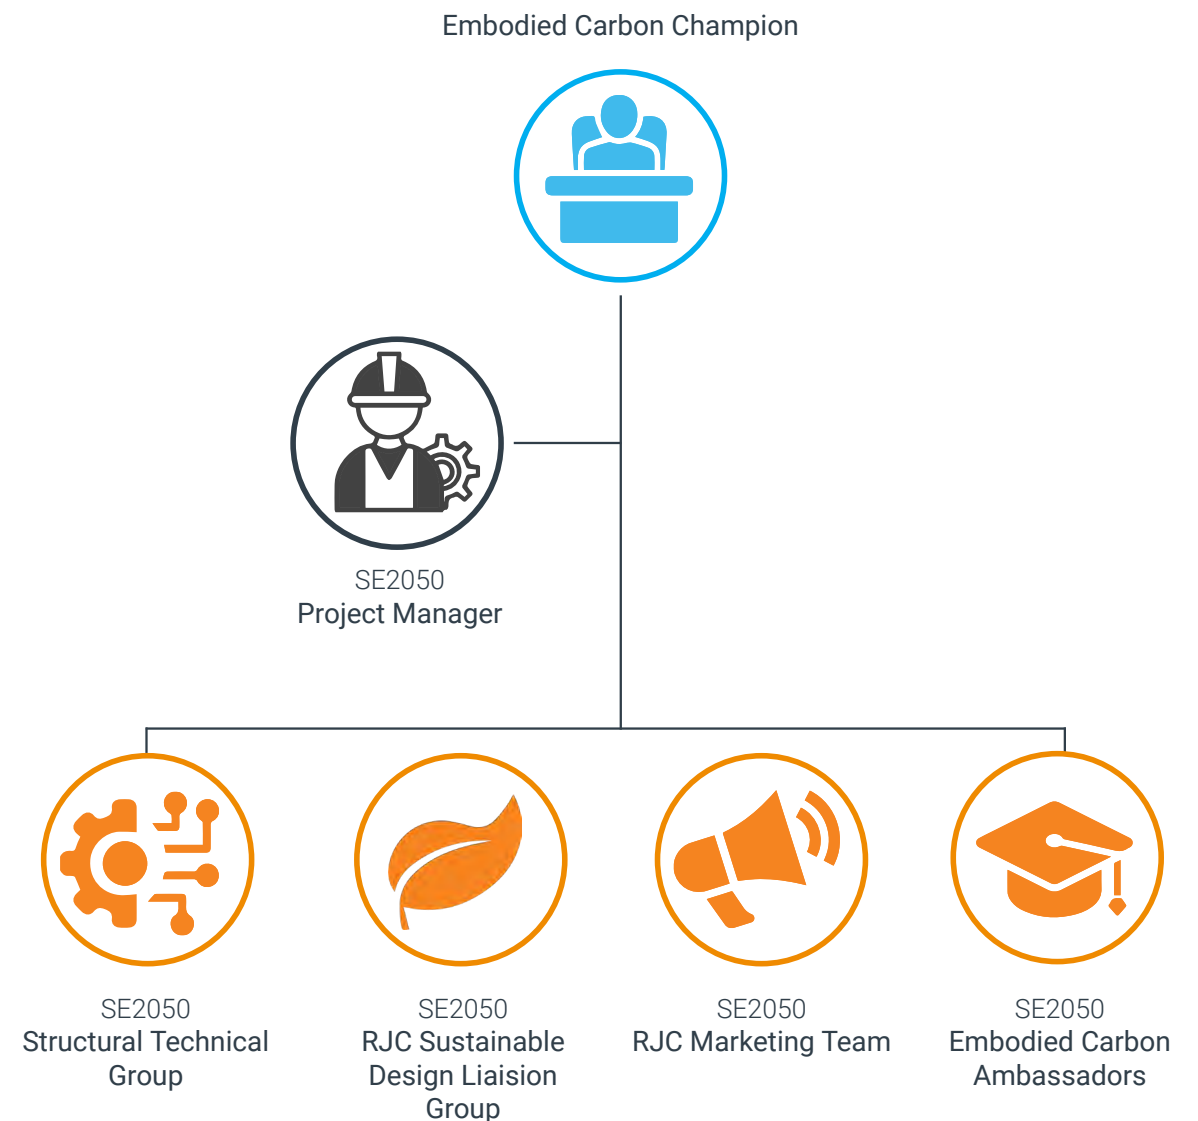 Embodied Carbon Champion
SE2050
Project Manager
SE2050
Structural Technical
Group
SE2050
RJC Sustainable
Design Liaision
Group
SE2050
RJC Marketing Team
SE2050
Embodied Carbon
Ambassadors